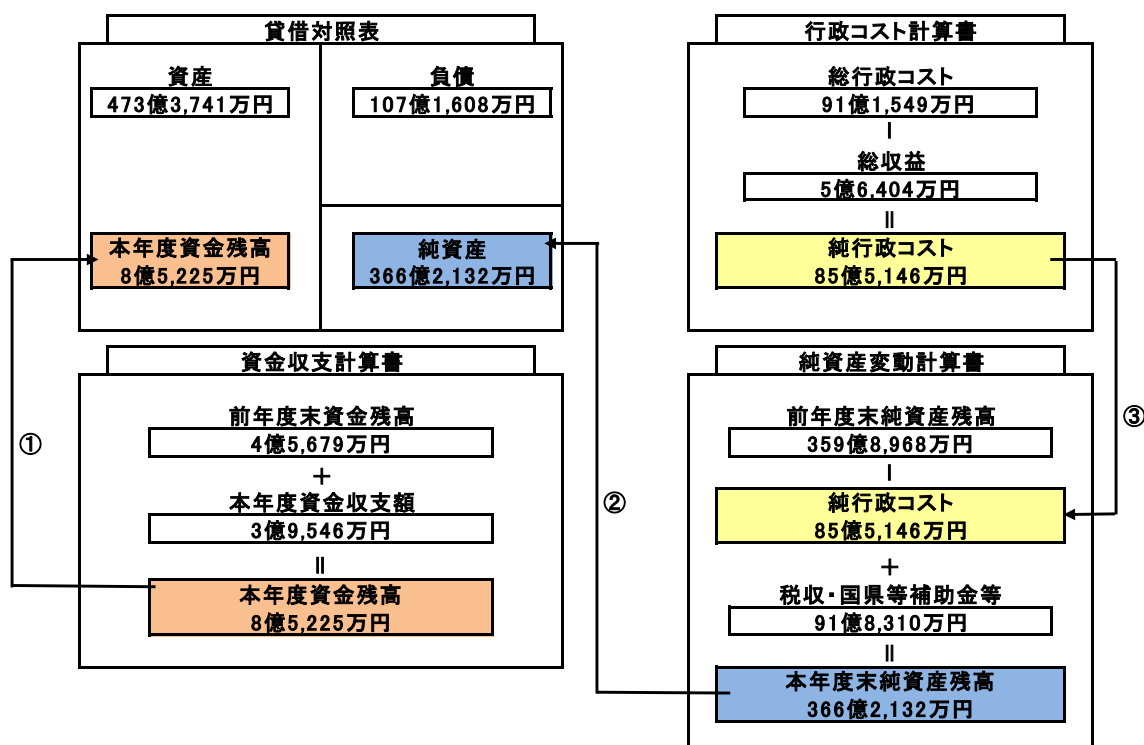 貸借対照表
資産
473億3,741万円
負債
107億1,608万円
本年度資金残高
8億5,225万円
純資産
366億2,132万円
行政コスト計算書
総行政コスト
91億1,549万円
－
総収益
5億6,404万円
＝
純行政コスト
85億5,146万円
資金収支計算書
前年度末資金残高
4億5,679万円
＋
本年度資金収支額
3億9,546万円
＝
本年度資金残高
8億5,225万円
純資産変動計算書
前年度末純資産残高
359億8,968万円
－
純行政コスト
85億5,146万円
＋
税収・国県等補助金等
91億8,310万円
＝
本年度末純資産残高
366億2,132万円
①
②
③